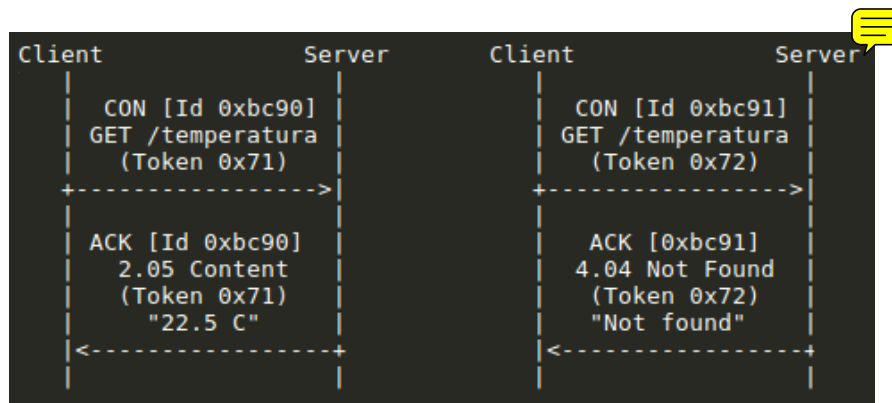 Client Server Client Server
CON [Id 0xbc90] CON [Id 0xbc91]
GET /temperatura GET /temperatura
(Token 0x71) (Token 0x72)
ACK [Id 0xbc90] ACK [0xbc91]
2.05 Content 4.04 Not Found
(Token 0x71) (Token 0x72)
"22.5 C" "Not found"